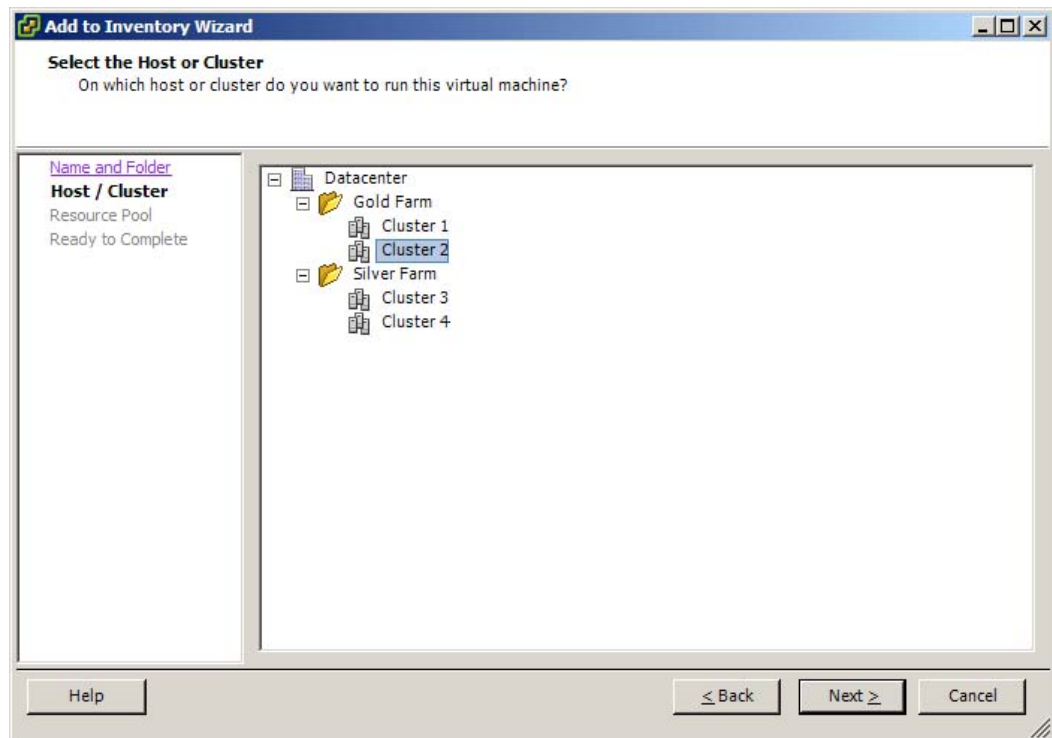 Add to Inventory Wizard
Select the Host or Cluster
On which host or cluster do you want to run this virtual machine?
Name and Folder
Host / Cluster
Resource Pool
Ready to Complete
Datacenter
Gold Farm
Cluster 1
Cluster 2
Silver Farm
Cluster 3
Cluster 4
Help
< Back
Next >
Cancel